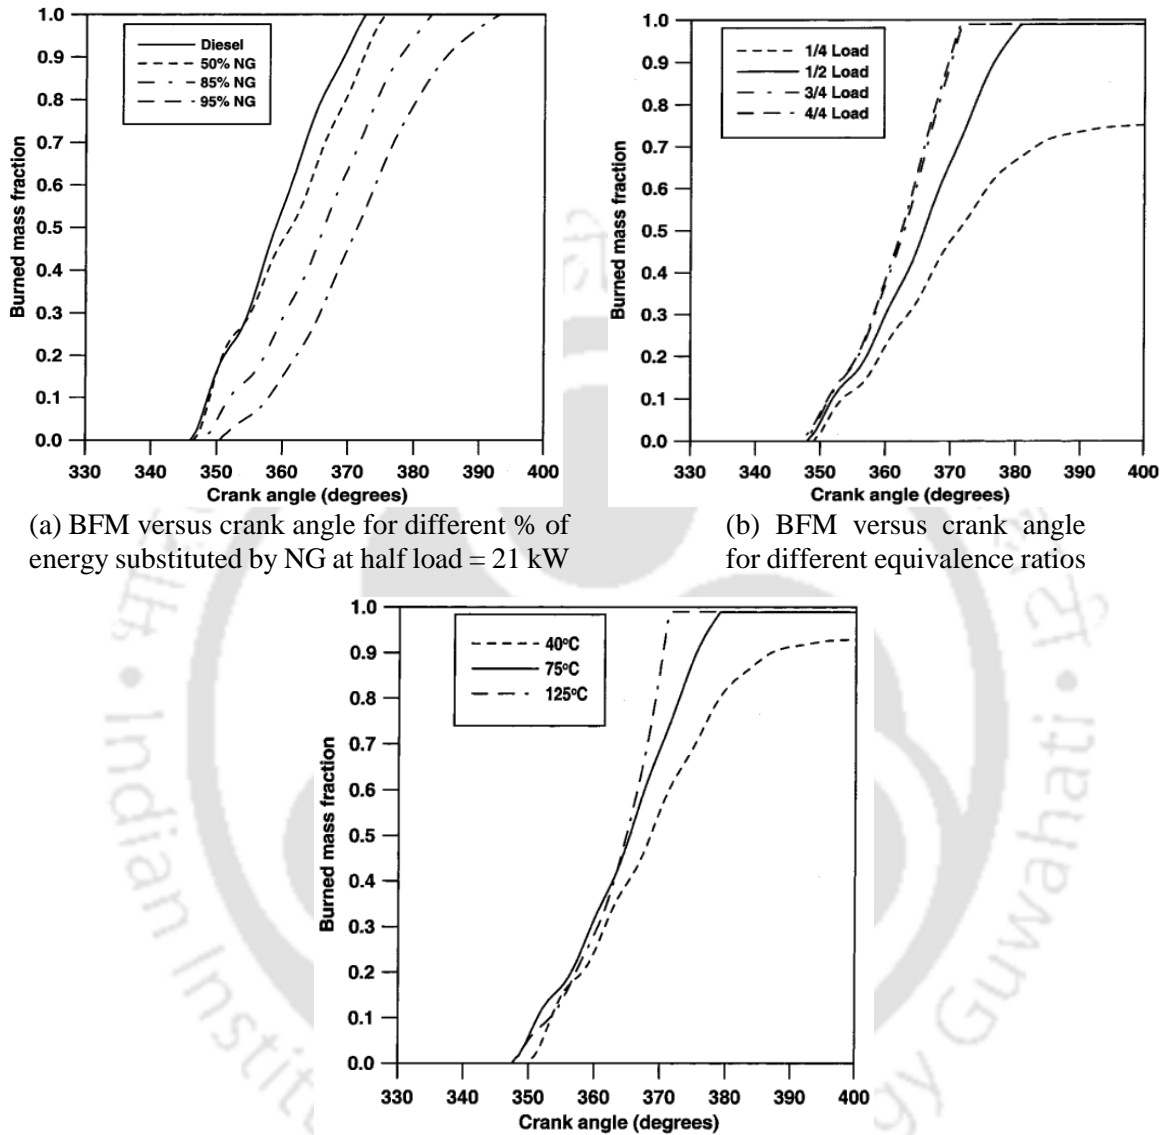 1.0
0.9
0.8
0.7
0.6
0.5
0.4
0.3
0.2
0.1
0.0
Burned mass fraction
Diesel
50% NG
85% NG
95% NG
330 340 350 360 370 380 390 400
Crank angle (degrees)
(a) BFM versus crank angle for different % of
energy substituted by NG at half load = 21 kW
1.0
0.9
0.8
0.7
0.6
0.5
0.4
0.3
0.2
0.1
0.0
Burned mass fraction
1/4 Load
1/2 Load
3/4 Load
4/4 Load
330 340 350 360 370 380 390 400
Crank angle (degrees)
(b) BFM versus crank angle
for different equivalence ratios
1.0
0.9
0.8
0.7
0.6
0.5
0.4
0.3
0.2
0.1
0.0
Burned mass fraction
40°C
75°C
125°C
330 340 350 360 370 380 390 400
Crank angle (degrees)
Indian Instit
gy Guwahati